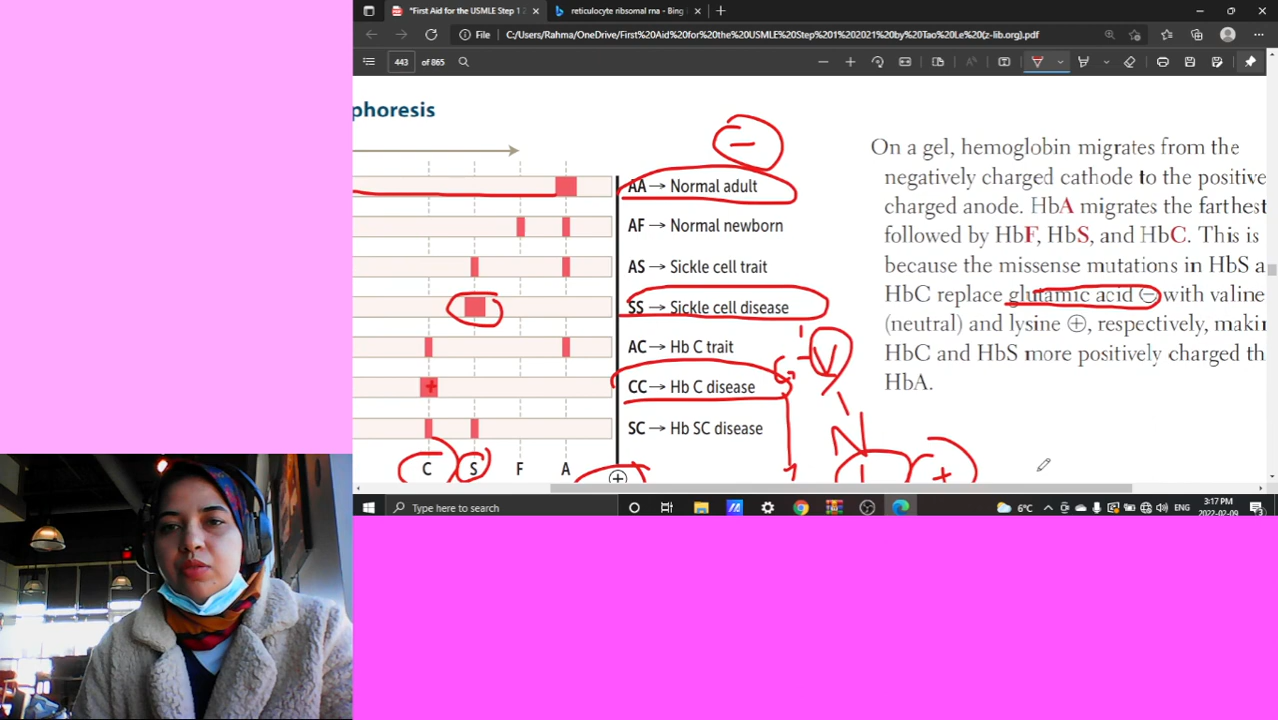 "First Aid for the USMLE Step 1 2
reticulocyte ribosomal rna - Bing
File C:/Users/Rahma/OneDrive/First%20Aid%20for%20the%20USMLE%20Step%201%202021%20by%20Tao%20Le%20(z-lib.org).pdf
443 of 865
phoresis
−
AA → Normal adult
AF → Normal newborn
AS → Sickle cell trait
SS → Sickle cell disease
AC → Hb C trait
CC → Hb C disease
SC → Hb SC disease
C S F A +
+
V
N
+
On a gel, hemoglobin migrates from the
negatively charged cathode to the positive
charged anode. HbA migrates the farthest
followed by HbF, HbS, and HbC. This is
because the missense mutations in HbS a
HbC replace glutamic acid ⊖ with valine
(neutral) and lysine ⊕, respectively, makin
HbC and HbS more positively charged th
HbA.
Type here to search
6°C ENG 3:17 PM
2022-02-09